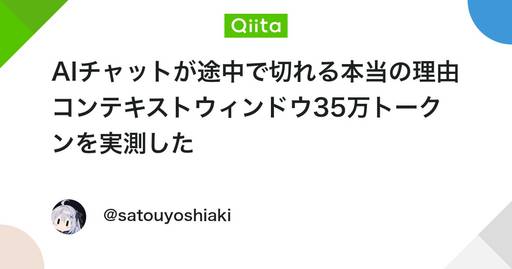 Qiita
AIチャットが途中で切れる本当の理由
コンテキストウィンドウ35万トーク
ンを実測した
@satouyoshiaki